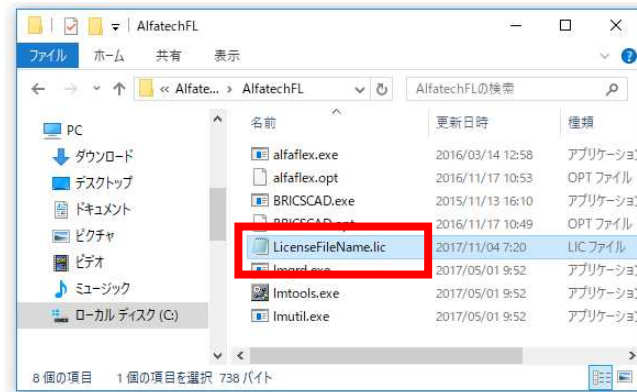 AlfatechFL
ファイル ホーム 共有 表示
« Alfate... › AlfatechFL AlfatechFLの検索
PC
ダウンロード
デスクトップ
ドキュメント
ピクチャ
ビデオ
ミュージック
ローカル ディスク (C:)
名前 更新日時 種類
alfaflex.exe 2016/03/14 12:58 アプリケーション
alfaflex.opt 2016/11/17 10:53 OPT ファイル
BRICSCAD.exe 2015/11/13 16:10 アプリケーション
BRICSCAD.opt 2016/11/17 10:49 OPT ファイル
LicenseFileName.lic 2017/11/04 7:20 LIC ファイル
lmgrd.exe 2017/05/01 9:52 アプリケーション
lmtools.exe 2017/05/01 9:52 アプリケーション
lmutil.exe 2017/05/01 9:52 アプリケーション
8 個の項目 1 個の項目を選択 738 バイト